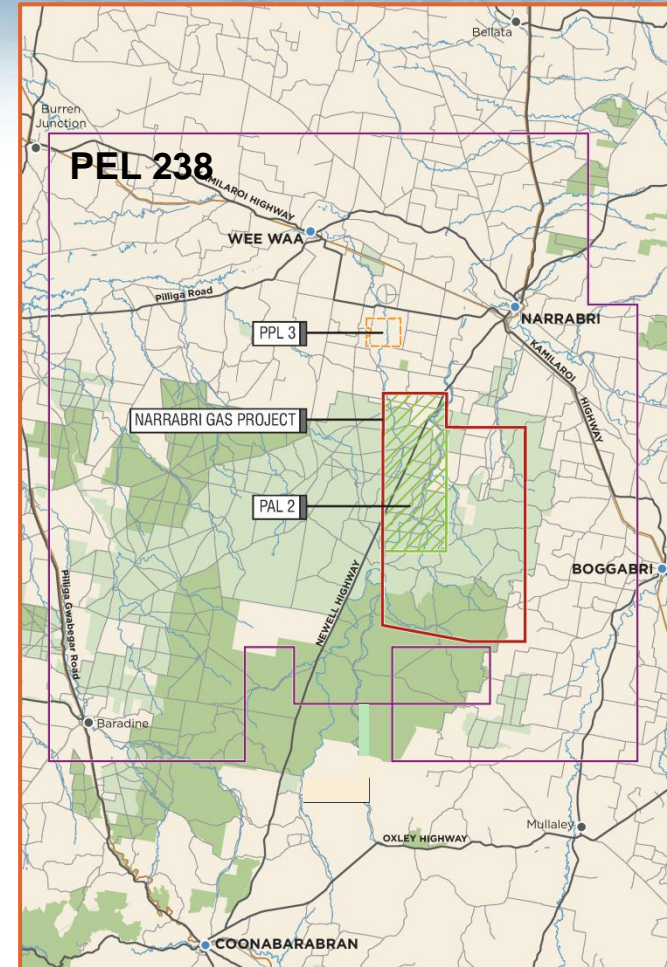 Bellata
Burren
Junction
PEL 238
KAMILAROI HIGHWAY
WEE WAA
Pilliga Road
NARRABRI
PPL 3
KAMILAROI HIGHWAY
NARRABRI GAS PROJECT
PAL 2
BOGGABRI
NEWELL HIGHWAY
Pilliga Gwabegar Road
Baradine
Mullaley
OXLEY HIGHWAY
COONABARABRAN